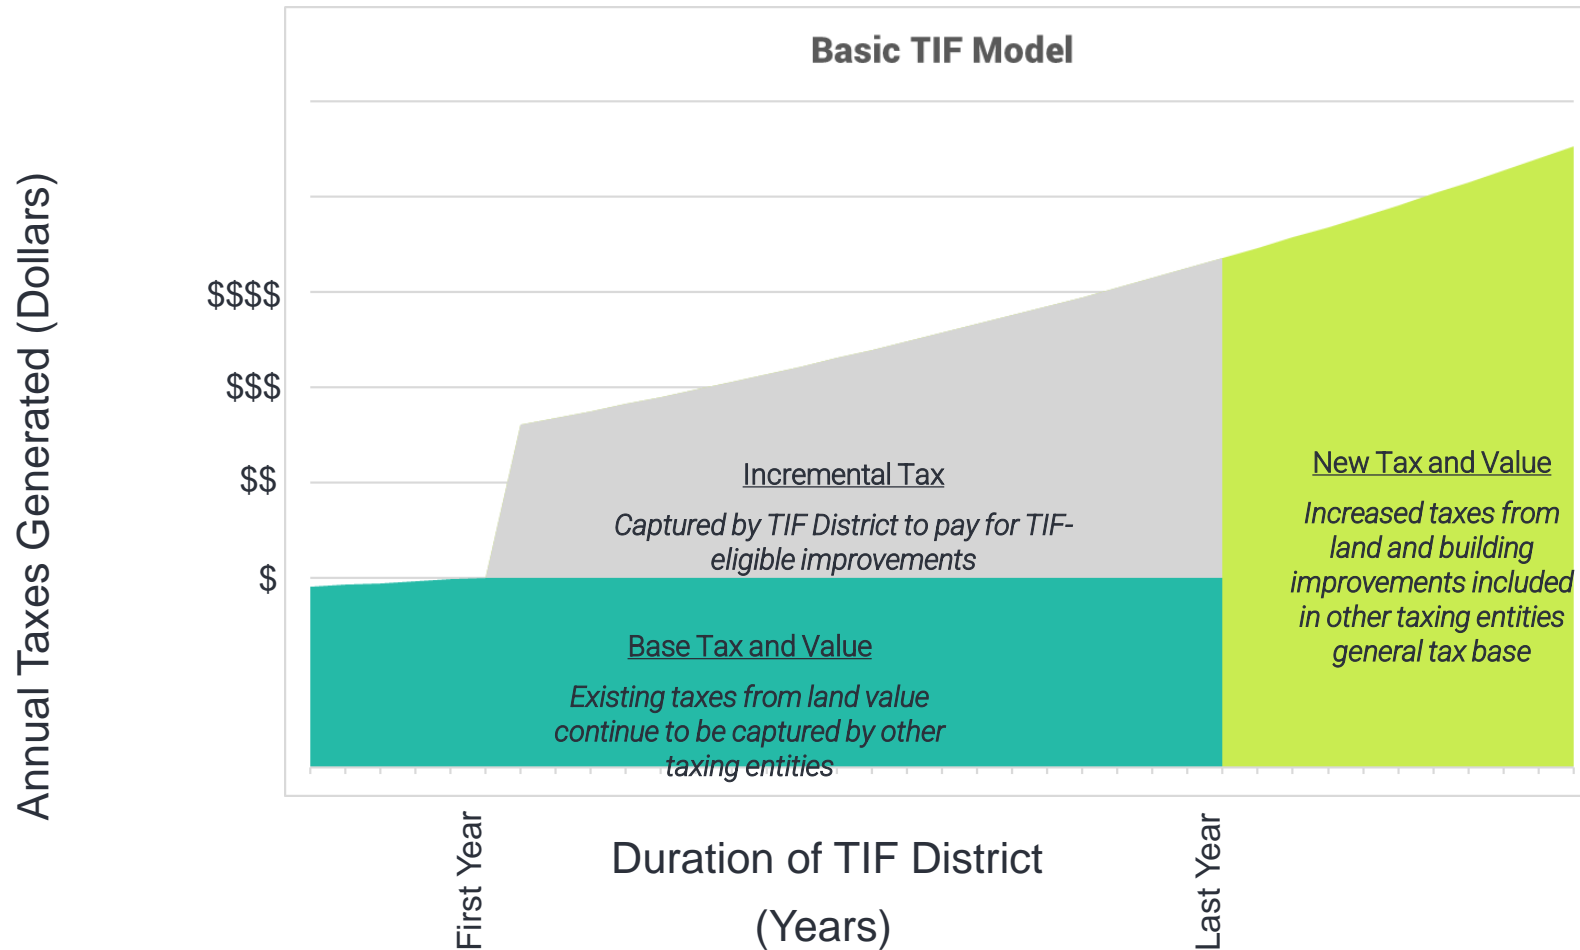 Basic TIF Model
Annual Taxes Generated (Dollars)
$$$$
$$$
$$
$
Incremental Tax
Captured by TIF District to pay for TIF-
eligible improvements
New Tax and Value
Increased taxes from
land and building
improvements included
in other taxing entities
general tax base
Base Tax and Value
Existing taxes from land value
continue to be captured by other
taxing entities
First Year
Duration of TIF District
(Years)
Last Year